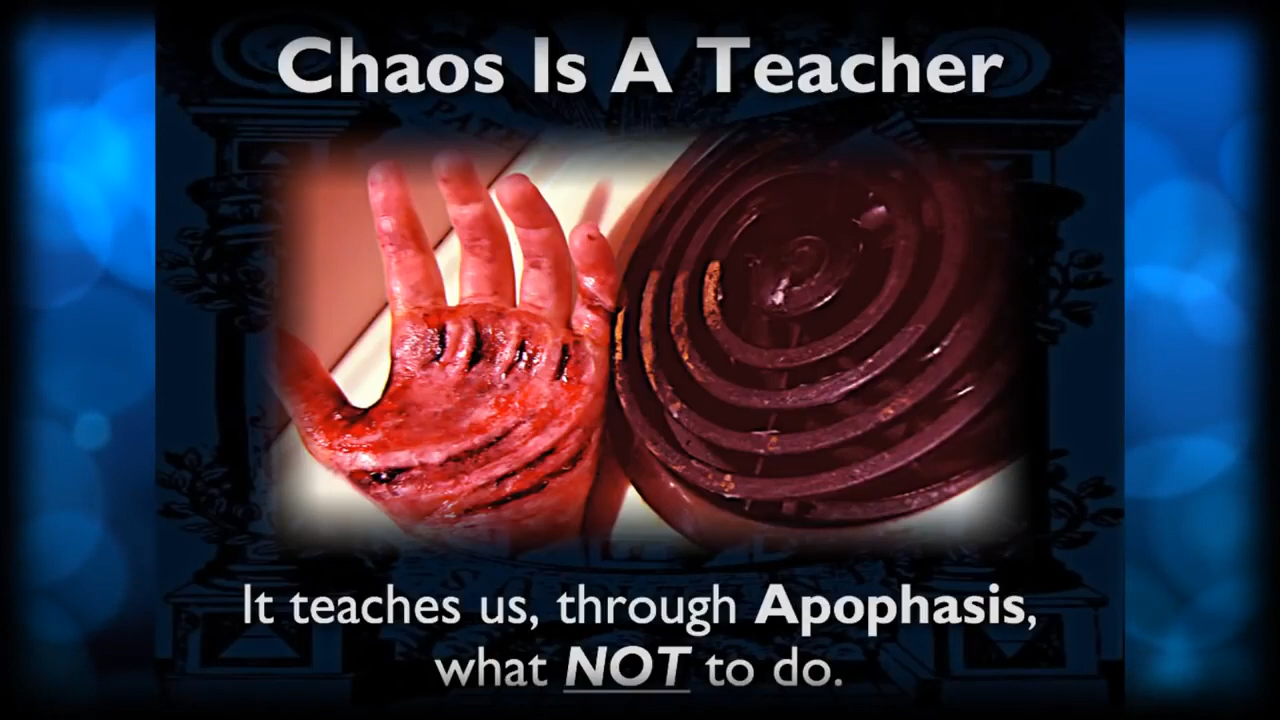 Chaos Is A Teacher
It teaches us, through Apophasis,
what NOT to do.